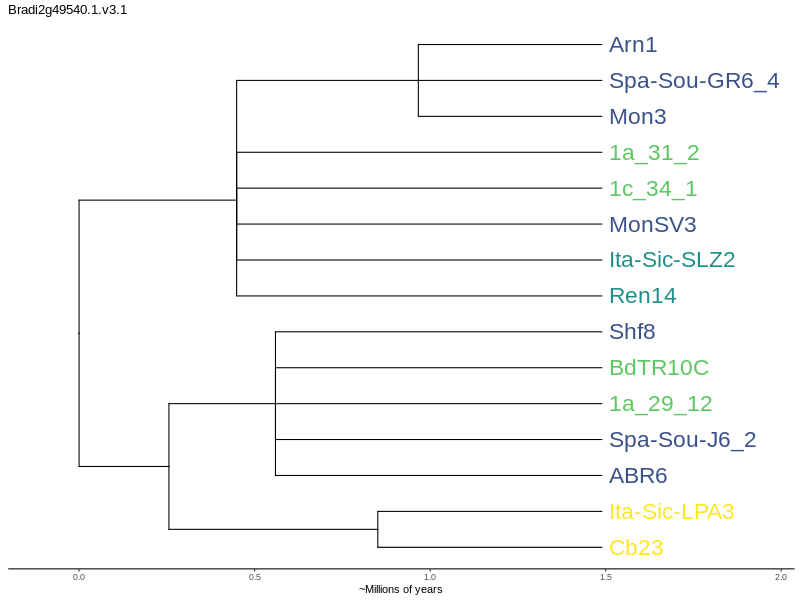 Bradi2g49540.1.v3.1
Arn1
Spa-Sou-GR6_4
Mon3
1a_31_2
1c_34_1
MonSV3
Ita-Sic-SLZ2
Ren14
Shf8
BdTR10C
1a_29_12
Spa-Sou-J6_2
ABR6
Ita-Sic-LPA3
Cb23
0.0 0.5 1.0 1.5 2.0
~Millions of years